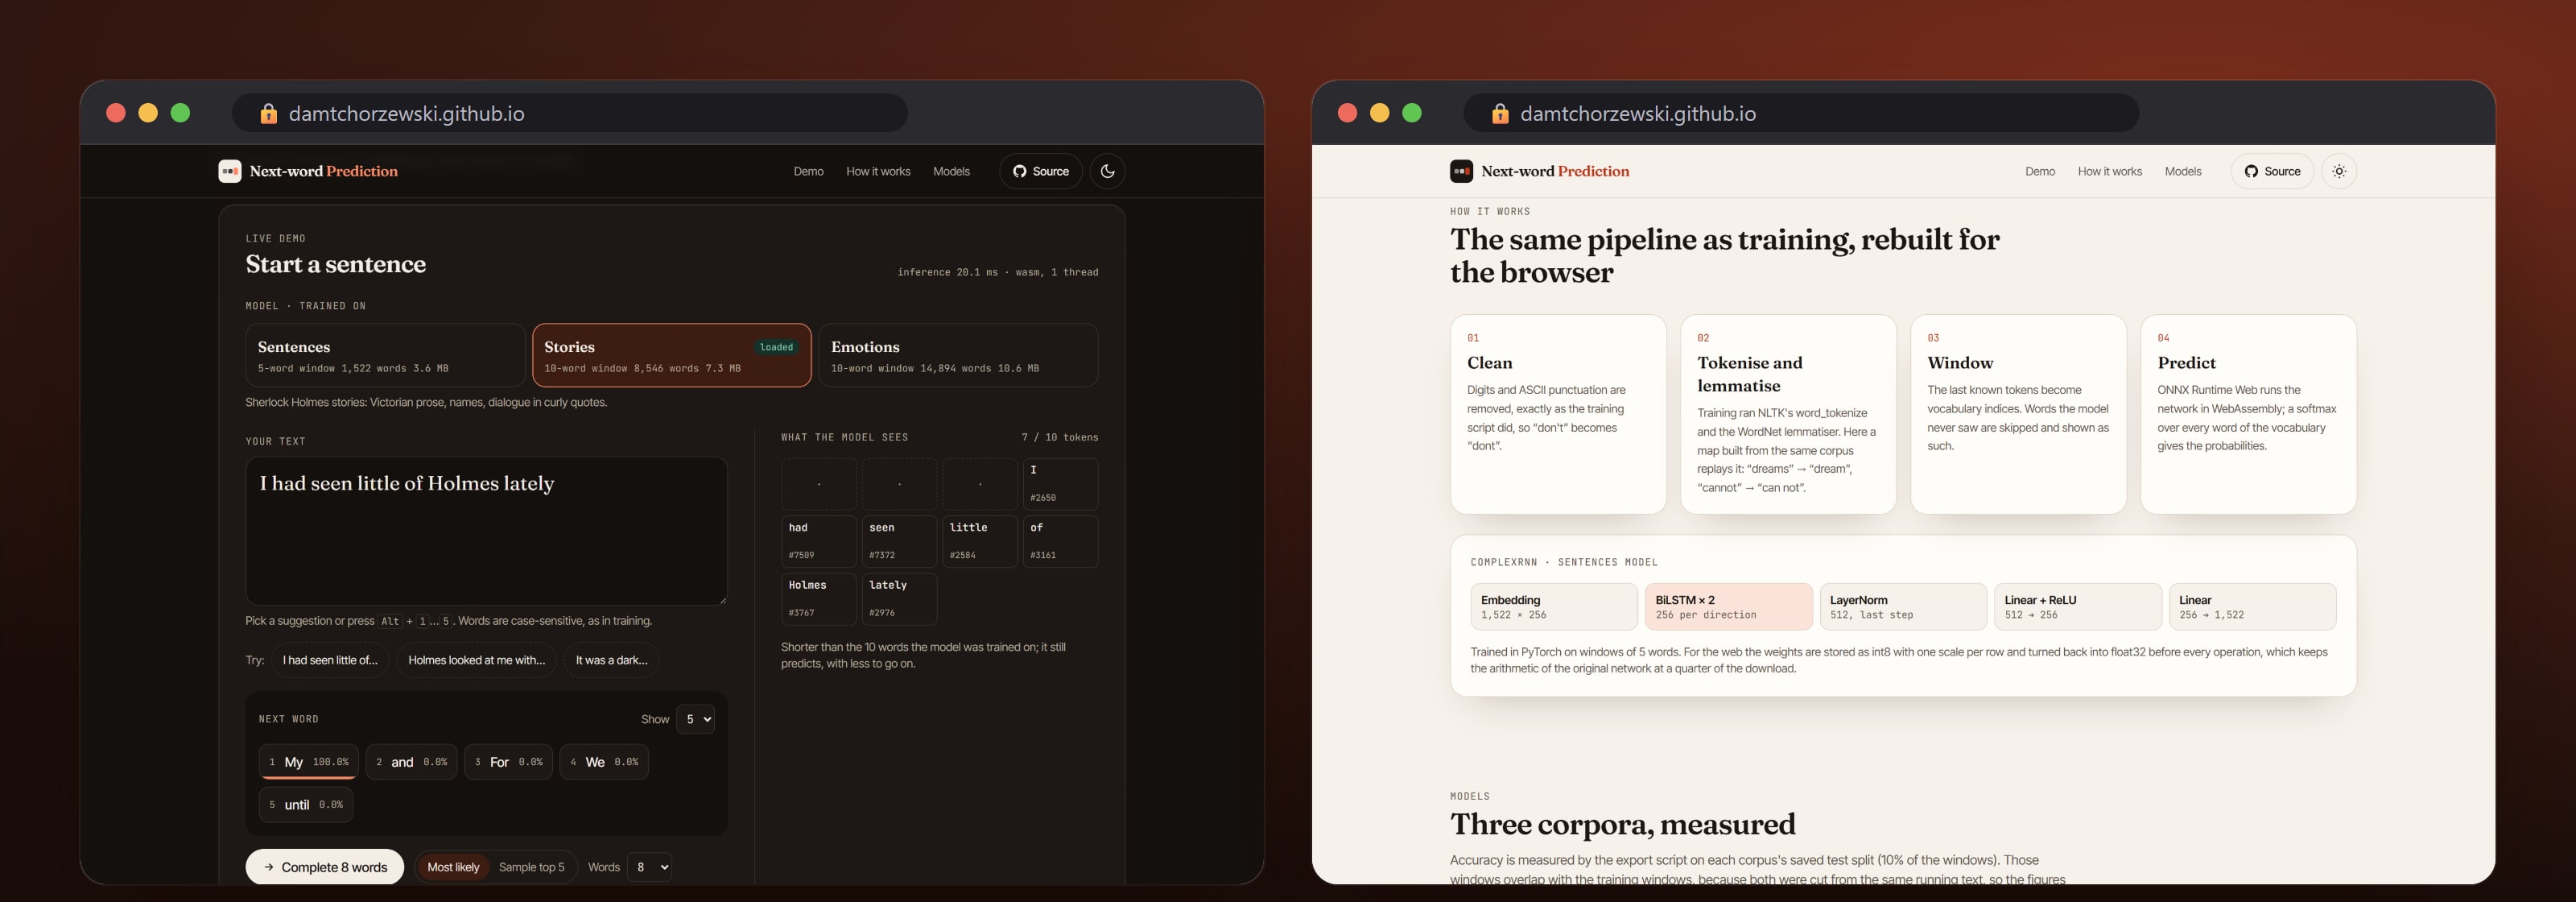 damtchorzewski.github.io
Next-word Prediction
Demo
How it works
Models
Source
LIVE DEMO
Start a sentence
inference 20.1 ms · wasm, 1 thread
MODEL · TRAINED ON
Sentences
5-word window 1,522 words 3.6 MB
Stories
loaded
10-word window 8,546 words 7.3 MB
Emotions
10-word window 14,894 words 10.6 MB
Sherlock Holmes stories: Victorian prose, names, dialogue in curly quotes.
YOUR TEXT
I had seen little of Holmes lately
Pick a suggestion or press Alt + 1...5. Words are case-sensitive, as in training.
Try:
I had seen little of...
Holmes looked at me with...
It was a dark...
NEXT WORD
Show 5
1 My 100.0%
2 and 0.0%
3 For 0.0%
4 We 0.0%
5 until 0.0%
→ Complete 8 words
Most likely
Sample top 5
Words 8
WHAT THE MODEL SEES
7 / 10 tokens
I
#2650
had
#7509
seen
#7372
little
#2584
of
#3161
Holmes
#3767
lately
#2976
Shorter than the 10 words the model was trained on; it still
predicts, with less to go on.
damtchorzewski.github.io
Next-word Prediction
Demo
How it works
Models
Source
HOW IT WORKS
The same pipeline as training, rebuilt for
the browser
01
Clean
Digits and ASCII punctuation are
removed, exactly as the training
script did, so “don't” becomes
“dont”.
02
Tokenise and
lemmatise
Training ran NLTK's word_tokenize
and the WordNet lemmatiser. Here a
map built from the same corpus
replays it: “dreams” → “dream”,
“cannot” → “can not”.
03
Window
The last known tokens become
vocabulary indices. Words the model
never saw are skipped and shown as
such.
04
Predict
ONNX Runtime Web runs the
network in WebAssembly; a softmax
over every word of the vocabulary
gives the probabilities.
COMPLEXRNN · SENTENCES MODEL
Embedding
1,522 × 256
BiLSTM × 2
256 per direction
LayerNorm
512, last step
Linear + ReLU
512 → 256
Linear
256 → 1,522
Trained in PyTorch on windows of 5 words. For the web the weights are stored as int8 with one scale per row and turned back into float32 before every operation, which keeps
the arithmetic of the original network at a quarter of the download.
MODELS
Three corpora, measured
Accuracy is measured by the export script on each corpus's saved test split (10% of the windows). Those
windows overlap with the training windows, because both were cut from the same running text, so the figures